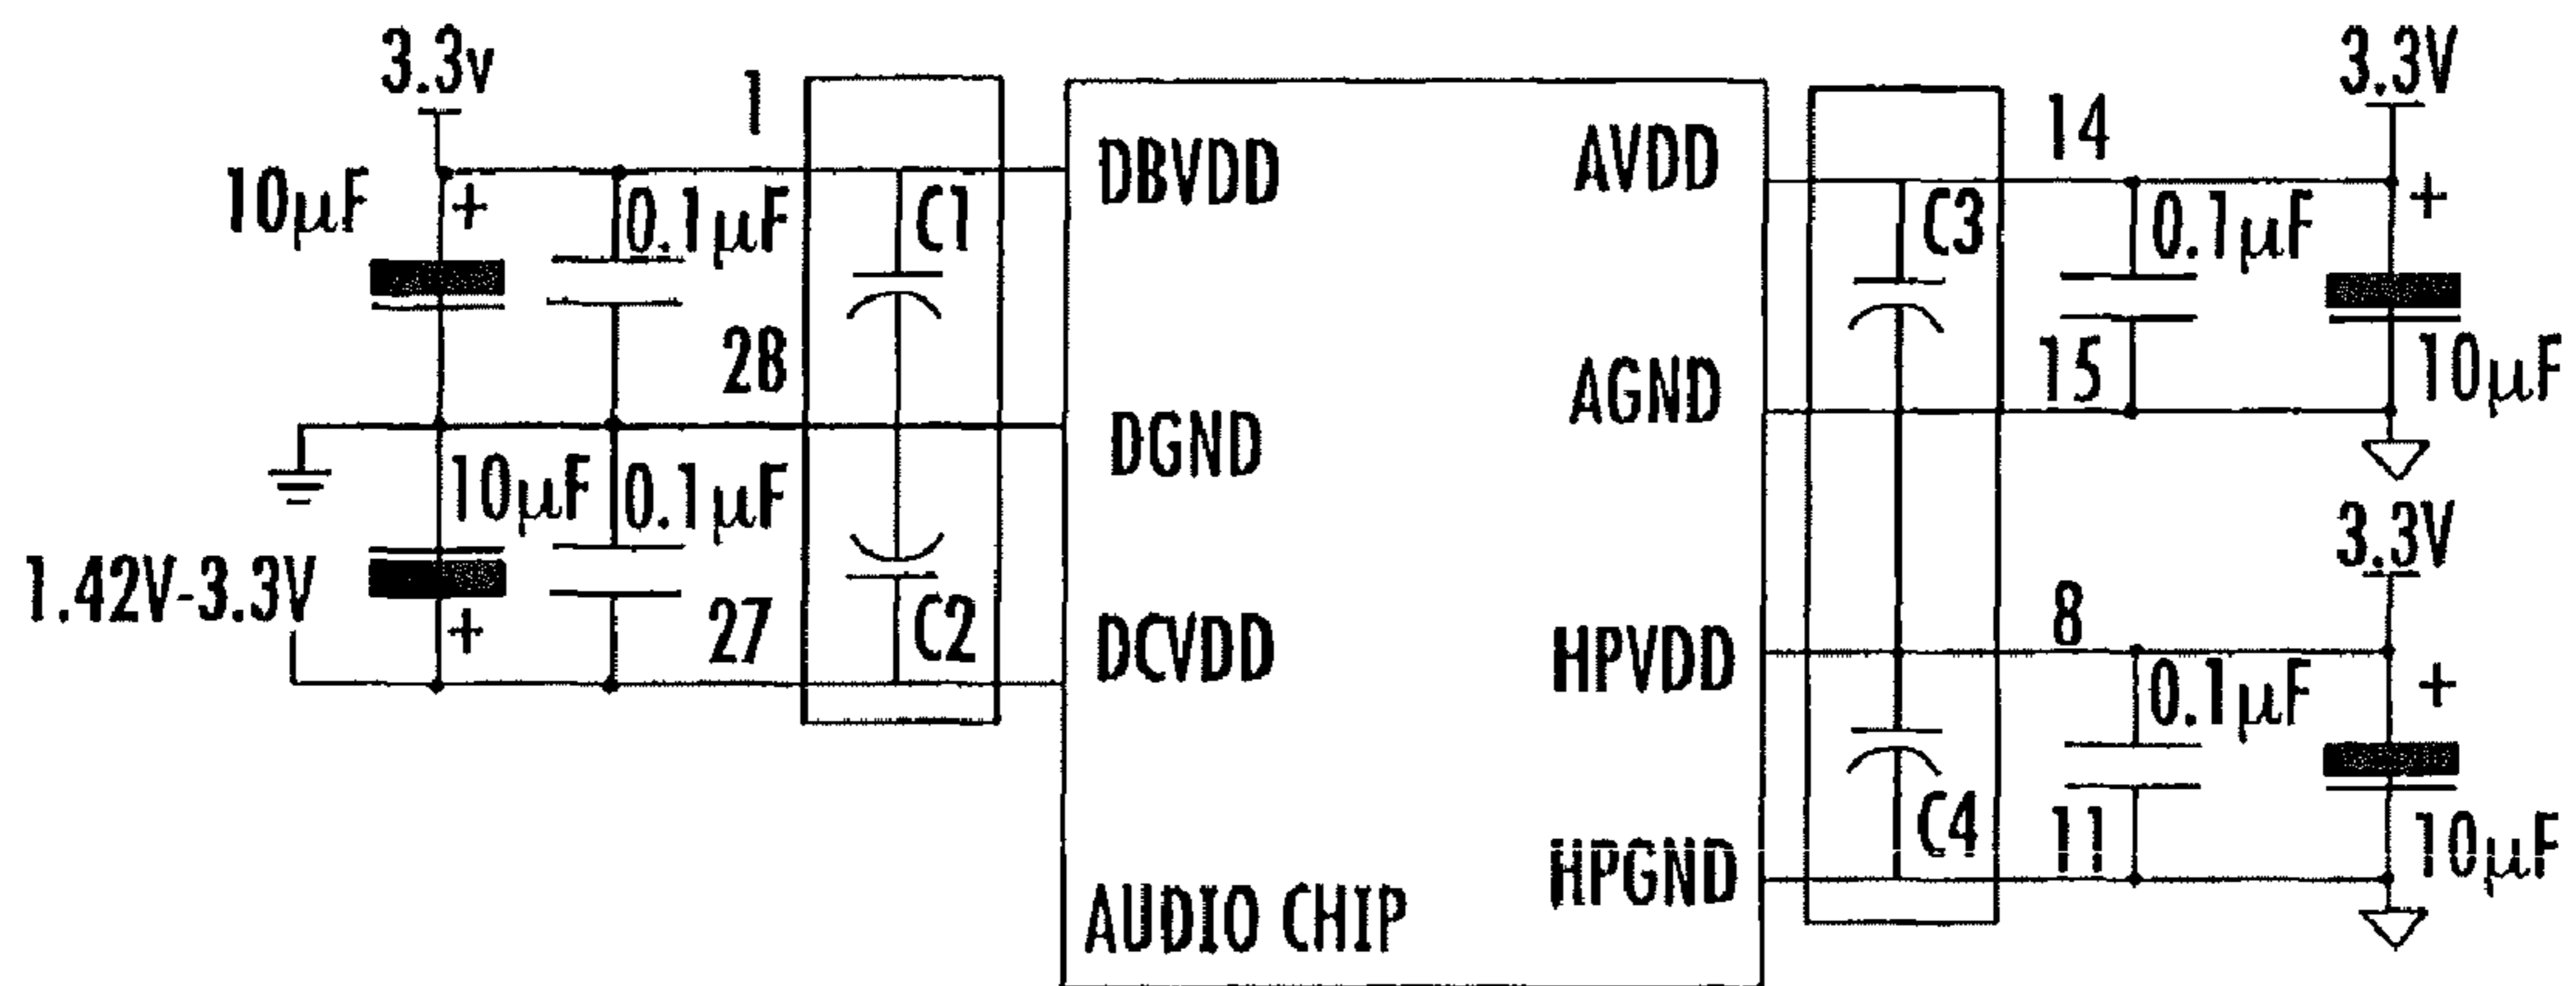 3.3v
1
10µF
+
0.1µF
C1
DBVDD
28
DGND
10µF
0.1µF
1.42V-3.3V
+
27
C2
DCVDD
AUDIO CHIP
AVDD
14
3.3V
C3
0.1µF
+
AGND
15
10µF
3.3V
HPVDD
8
0.1µF
+
C4
HPGND
11
10µF